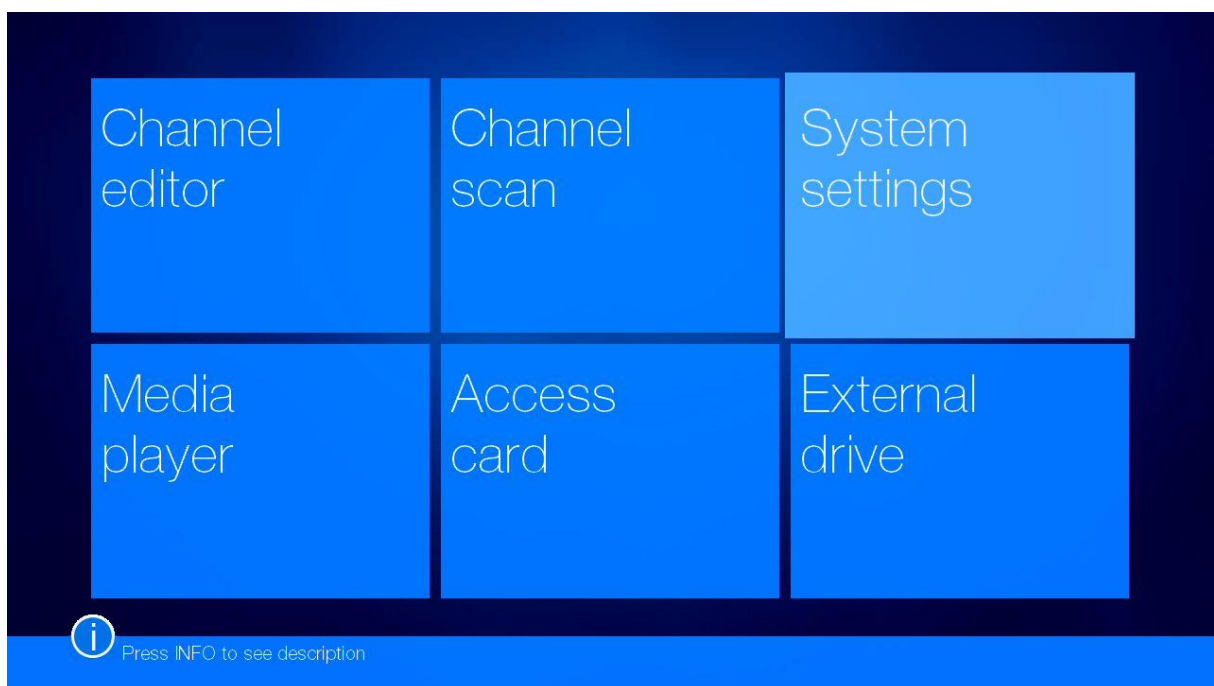 Channel
editor
Channel
scan
System
settings
Media
player
Access
card
External
drive
i
Press INFO to see description